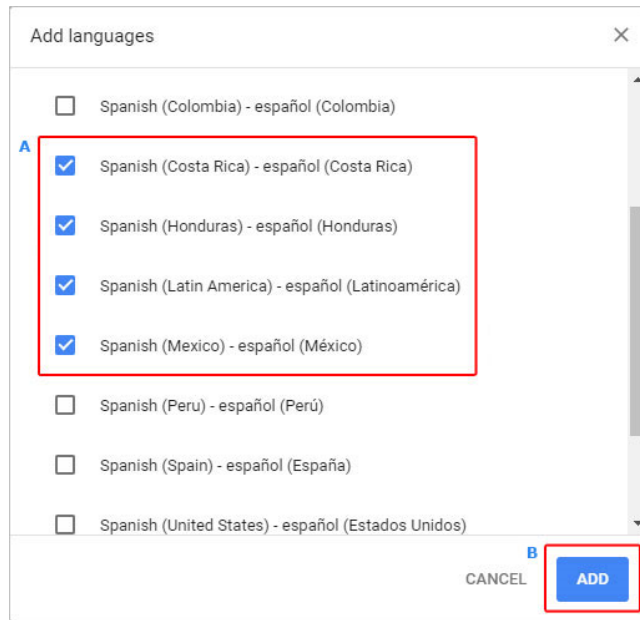 Add languages
Spanish (Colombia) - español (Colombia)
A
Spanish (Costa Rica) - español (Costa Rica)
Spanish (Honduras) - español (Honduras)
Spanish (Latin America) - español (Latinoamérica)
Spanish (Mexico) - español (México)
Spanish (Peru) - español (Perú)
Spanish (Spain) - español (España)
Spanish (United States) - español (Estados Unidos)
B
CANCEL ADD